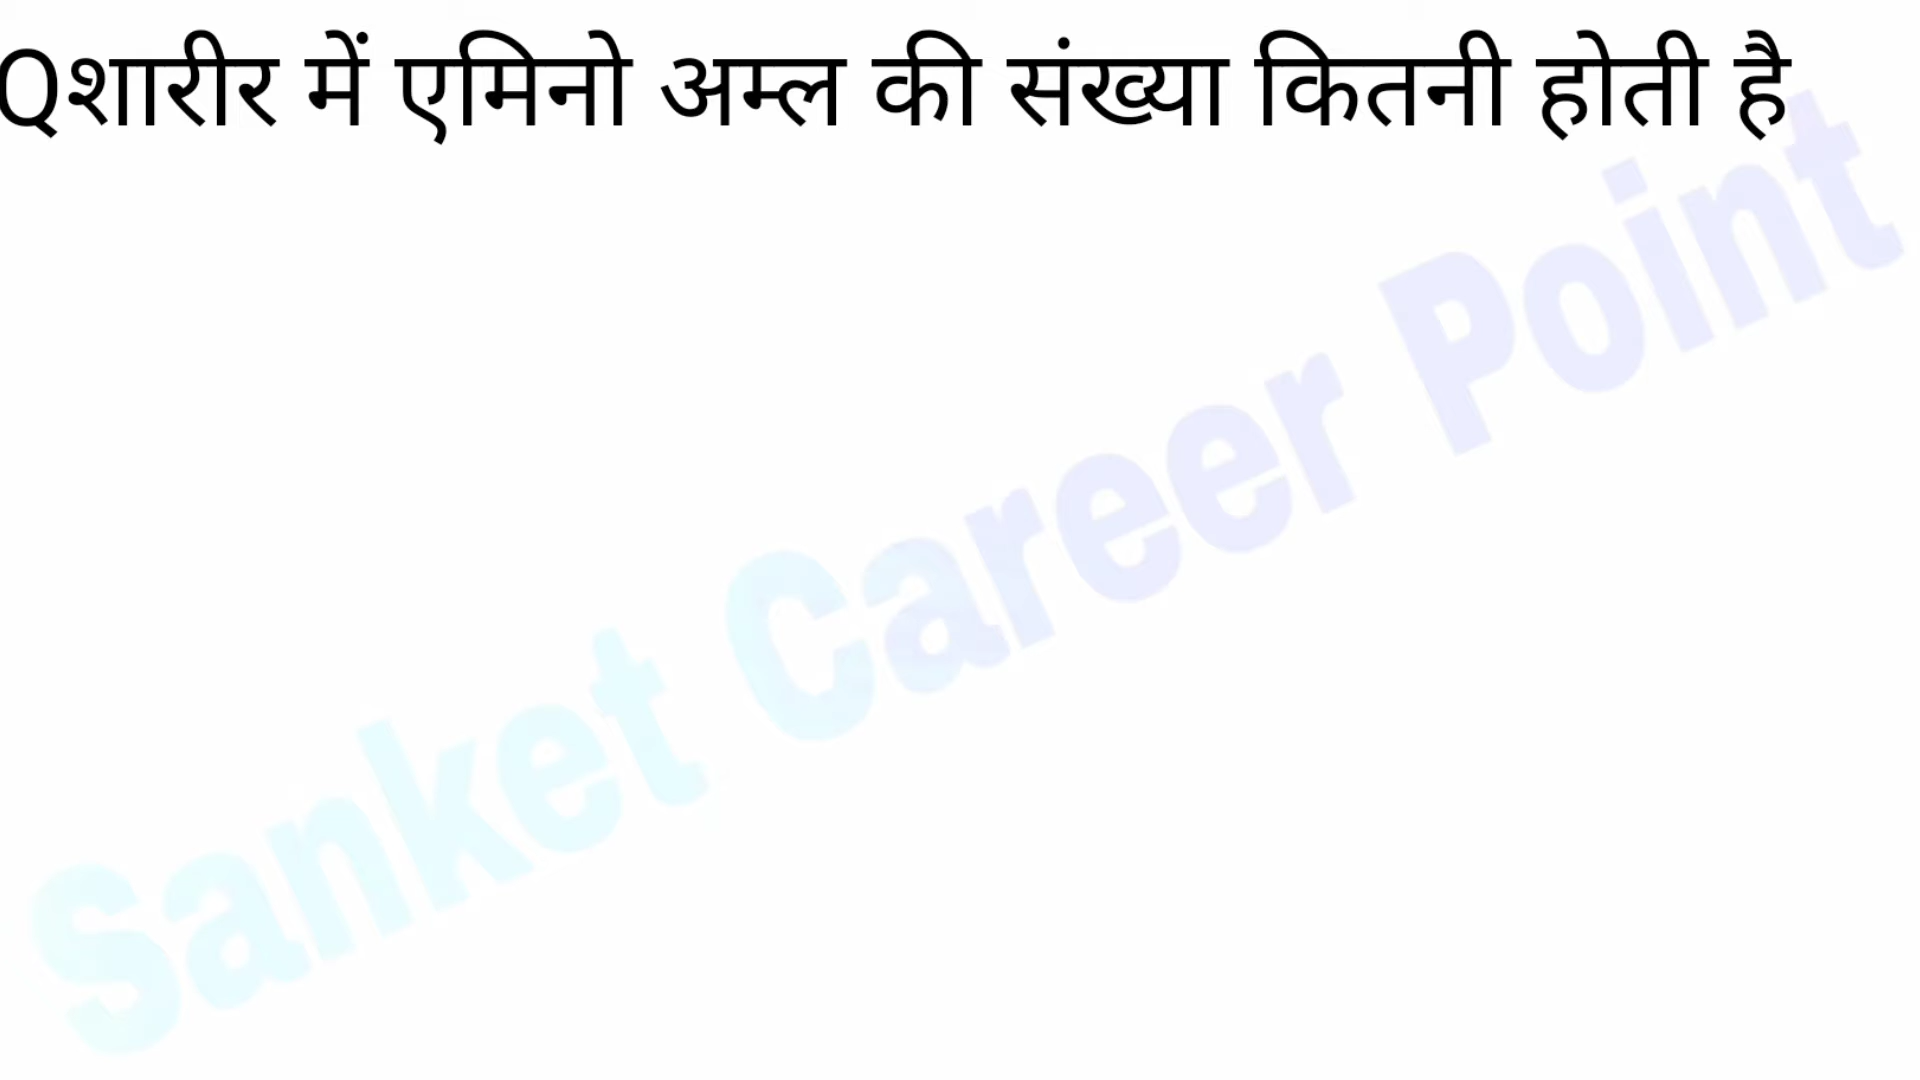 Qशारीर में एमिनो अम्ल की संख्या कितनी होती है
Sanket Career Point